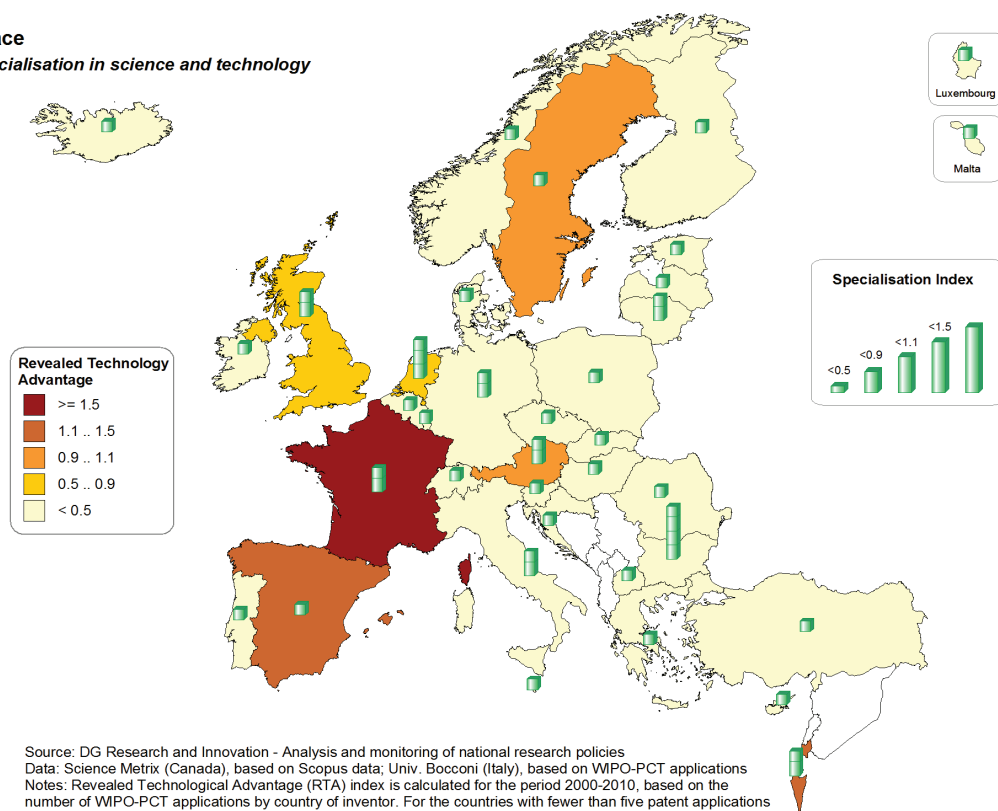 ace
cialisation in science and technology
Luxembourg
Malta
Specialisation Index
<0.5
<0.9
<1.1
<1.5
Revealed Technology
Advantage
>= 1.5
1.1 .. 1.5
0.9 .. 1.1
0.5 .. 0.9
< 0.5
Source: DG Research and Innovation - Analysis and monitoring of national research policies
Data: Science Metrix (Canada), based on Scopus data; Univ. Bocconi (Italy), based on WIPO-PCT applications
Notes: Revealed Technological Advantage (RTA) index is calculated for the period 2000-2010, based on the
number of WIPO-PCT applications by country of inventor. For the countries with fewer than five patent applications